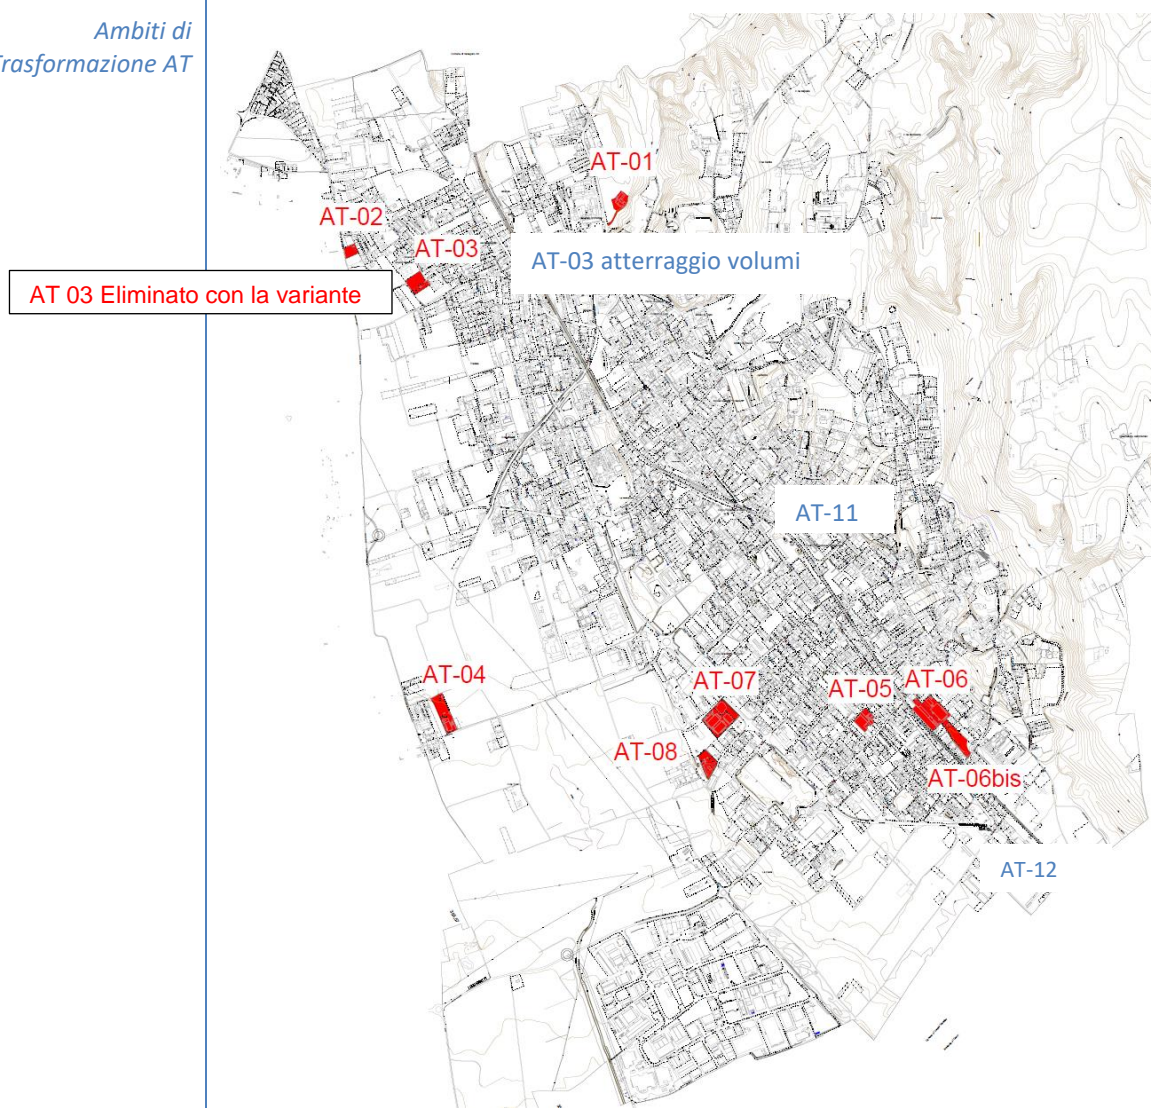 Ambiti di
Trasformazione AT
AT-01
AT-02
AT-03
AT-03 atterraggio volumi
AT 03 Eliminato con la variante
AT-11
AT-04
AT-07
AT-05
AT-06
AT-08
AT-06bis
AT-12